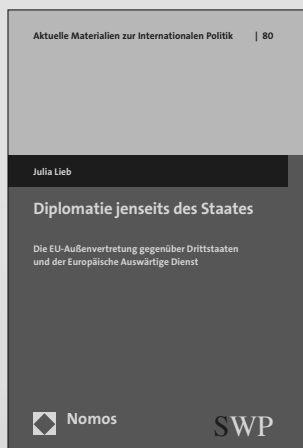 Aktuelle Materialien zur Internationalen Politik | 80
Julia Lieb
Diplomatie jenseits des Staates
Die EU-Außenvertretung gegenüber Drittstaaten
und der Europäische Auswärtige Dienst
Nomos
SWP